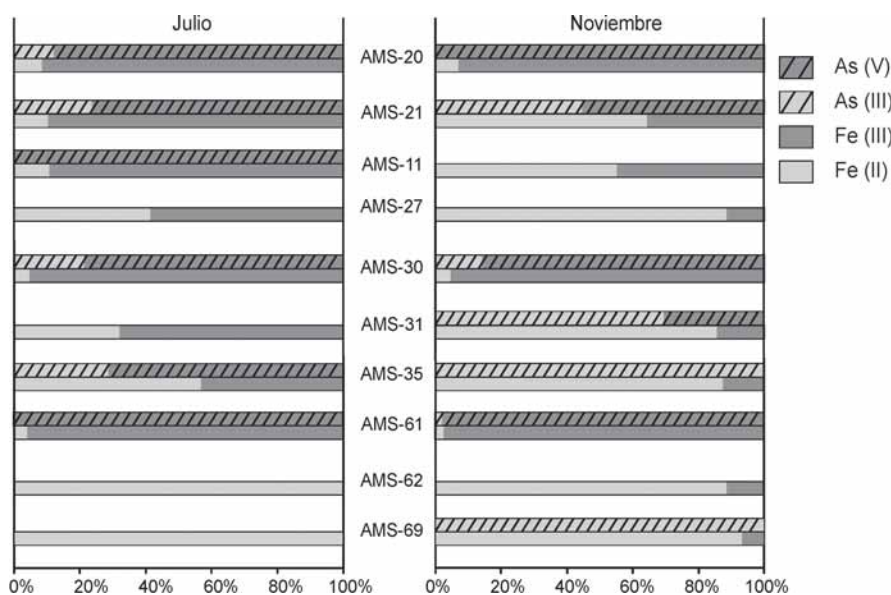 Julio
Noviembre
AMS-20
AMS-21
AMS-11
AMS-27
AMS-30
AMS-31
AMS-35
AMS-61
AMS-62
AMS-69
As (V)
As (III)
Fe (III)
Fe (II)
0% 20% 40% 60% 80% 100%
0% 20% 40% 60% 80% 100%